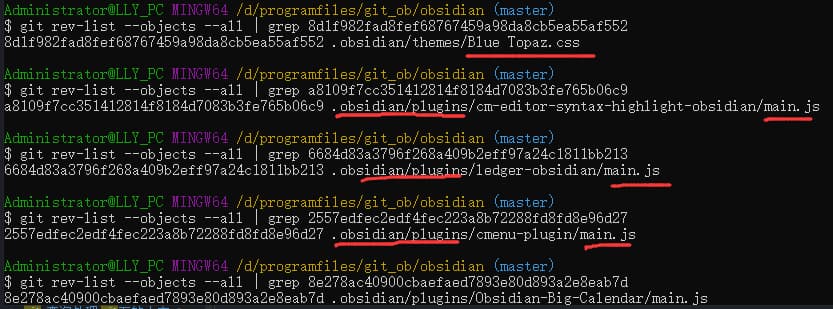 Administrator@LLY_PC MINGW64 /d/programfiles/git_ob/obsidian (master)
$ git rev-list --objects --all | grep 8d1f982fad8fef68767459a98da8cb5ea55af552
8d1f982fad8fef68767459a98da8cb5ea55af552 .obsidian/themes/Blue Topaz.css
Administrator@LLY_PC MINGW64 /d/programfiles/git_ob/obsidian (master)
$ git rev-list --objects --all | grep a8109f7cc351412814f8184d7083b3fe765b06c9
a8109f7cc351412814f8184d7083b3fe765b06c9 .obsidian/plugins/cm-editor-syntax-highlight-obsidian/main.js
Administrator@LLY_PC MINGW64 /d/programfiles/git_ob/obsidian (master)
$ git rev-list --objects --all | grep 6684d83a3796f268a409b2eff97a24c1811bb213
6684d83a3796f268a409b2eff97a24c1811bb213 .obsidian/plugins/ledger-obsidian/main.js
Administrator@LLY_PC MINGW64 /d/programfiles/git_ob/obsidian (master)
$ git rev-list --objects --all | grep 2557edfec2edf4fec223a8b72288fd8fd8e96d27
2557edfec2edf4fec223a8b72288fd8fd8e96d27 .obsidian/plugins/cmenu-plugin/main.js
Administrator@LLY_PC MINGW64 /d/programfiles/git_ob/obsidian (master)
$ git rev-list --objects --all | grep 8e278ac40900cbaefaed7893e80d893a2e8eab7d
8e278ac40900cbaefaed7893e80d893a2e8eab7d .obsidian/plugins/Obsidian-Big-Calendar/main.js